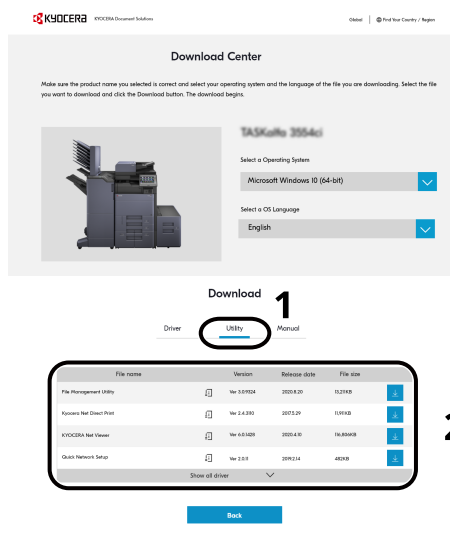 KYOCERA KYOCERA Document Solutions Global Find Your Country / Region
Download Center
Make sure the product name you selected is correct and select your operating system and the language of the file you are downloading. Select the file
you want to download and click the Download button. The download begins.
TASKalfa 3554ci
Select a Operating System
Microsoft Windows 10 (64-bit)
Select a OS Language
English
Download
1
Driver Utility Manual
File name Version Release date File size
File Management Utility Ver 3.0.9324 2020.8.20 13,211KB
Kyocera Net Direct Print Ver 2.4.3110 2017.5.29 11,911KB
KYOCERA Net Viewer Ver 6.0.1428 2020.4.10 116,806KB
Quick Network Setup Ver 2.0.11 2019.2.14 482KB
Show all driver
2
Back